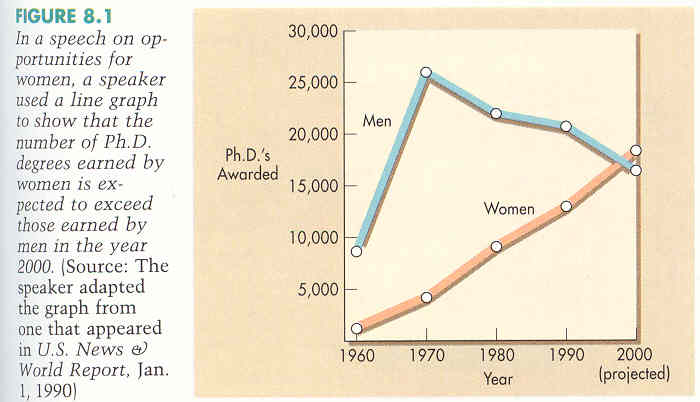 FIGURE 8.1
In a speech on op-
portunities for
women, a speaker
used a line graph
to show that the
number of Ph.D.
degrees earned by
women is ex-
pected to exceed
those earned by
men in the year
2000. (Source: The
speaker adapted
the graph from
one that appeared
in U.S. News &
World Report, Jan.
1, 1990)
30,000
25,000
20,000
15,000
10,000
5,000
Ph.D.'s
Awarded
Men
Women
1960 1970 1980 1990 2000
(projected)
Year